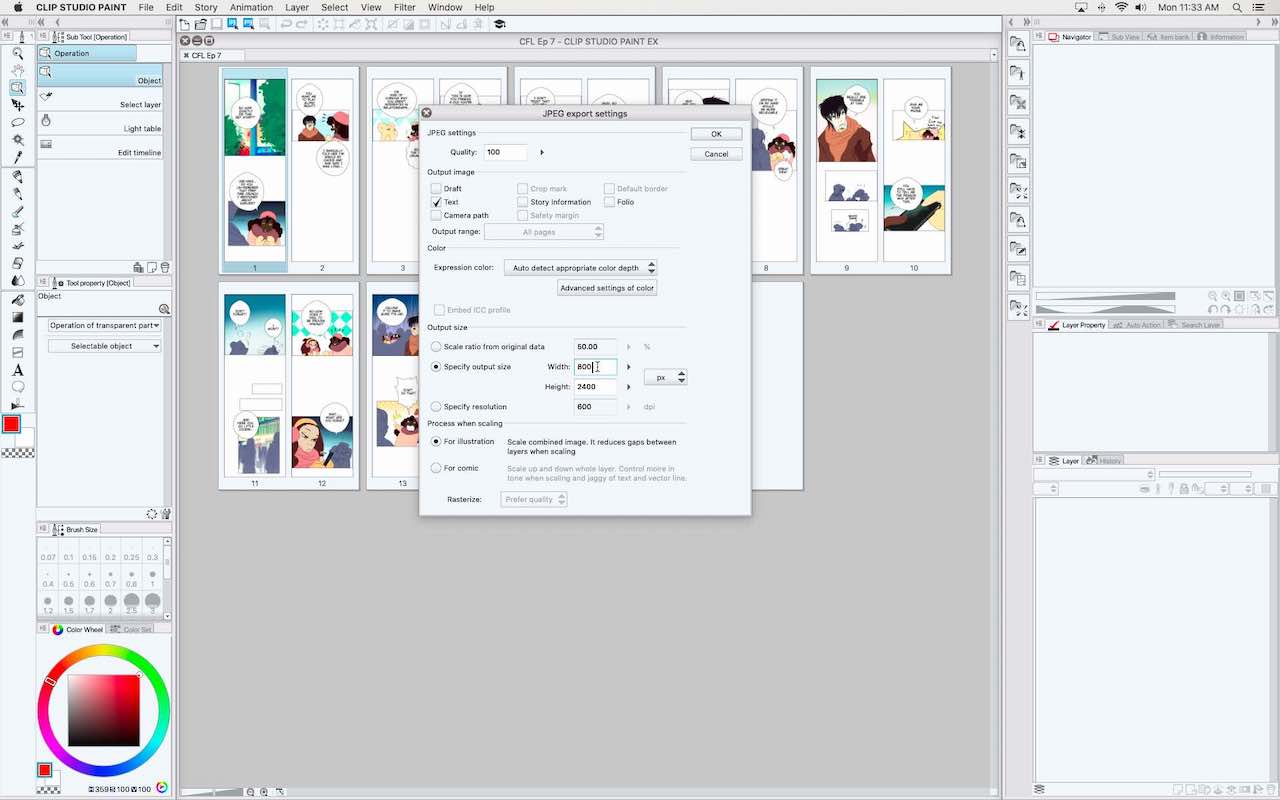 CLIP STUDIO PAINT File Edit Story Animation Layer Select View Filter Window Help Mon 11:33 AM
Sub Tool [Operation]
Operation
Object
Select layer
Light table
Edit timeline
Tool property [Object]
Object
Operation of transparent part
Selectable object
Brush Size
0.07 0.1 0.15 0.2 0.25 0.3
0.4 0.5 0.6 0.7 0.8 1
1.2 1.5 1.7 2 2.5 3
Color Wheel Color Set
359 100 100
CFL Ep 7 - CLIP STUDIO PAINT EX
CFL Ep 7
1 2 3 8 9 10
11 12 13
JPEG export settings
JPEG settings
Quality: 100
OK
Cancel
Output image
Draft Crop mark Default border
Text Story Information Folio
Camera path Safety margin
Output range: All pages
Color
Expression color: Auto detect appropriate color depth
Advanced settings of color
Embed ICC profile
Output size
Scale ratio from original data 50.00 %
Specify output size Width: 800
px
Height: 2400
Specify resolution 600 dpi
Process when scaling
For illustration Scale combined image. It reduces gaps between
layers when scaling
For comic Scale up and down whole layer. Control moire in
tone when scaling and jaggy of text and vector line.
Rasterize: Prefer quality
Navigator Sub View Item bank Information
Layer Property Auto Action Search Layer
Layer History